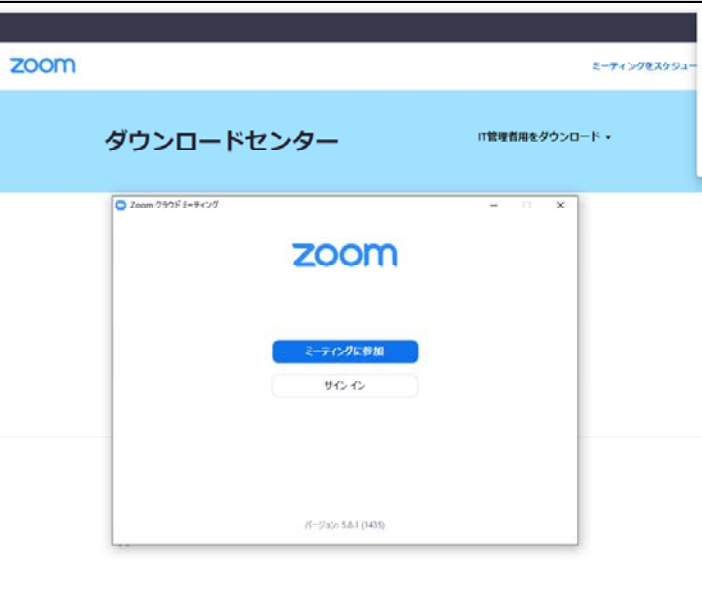 zoom
ミーティングをスケジュー
ダウンロードセンター
IT管理者用をダウンロード
Zoom クラウド ミーティング
zoom
ミーティングに参加
サイン イン
バージョン: 5.8.1 (1435)